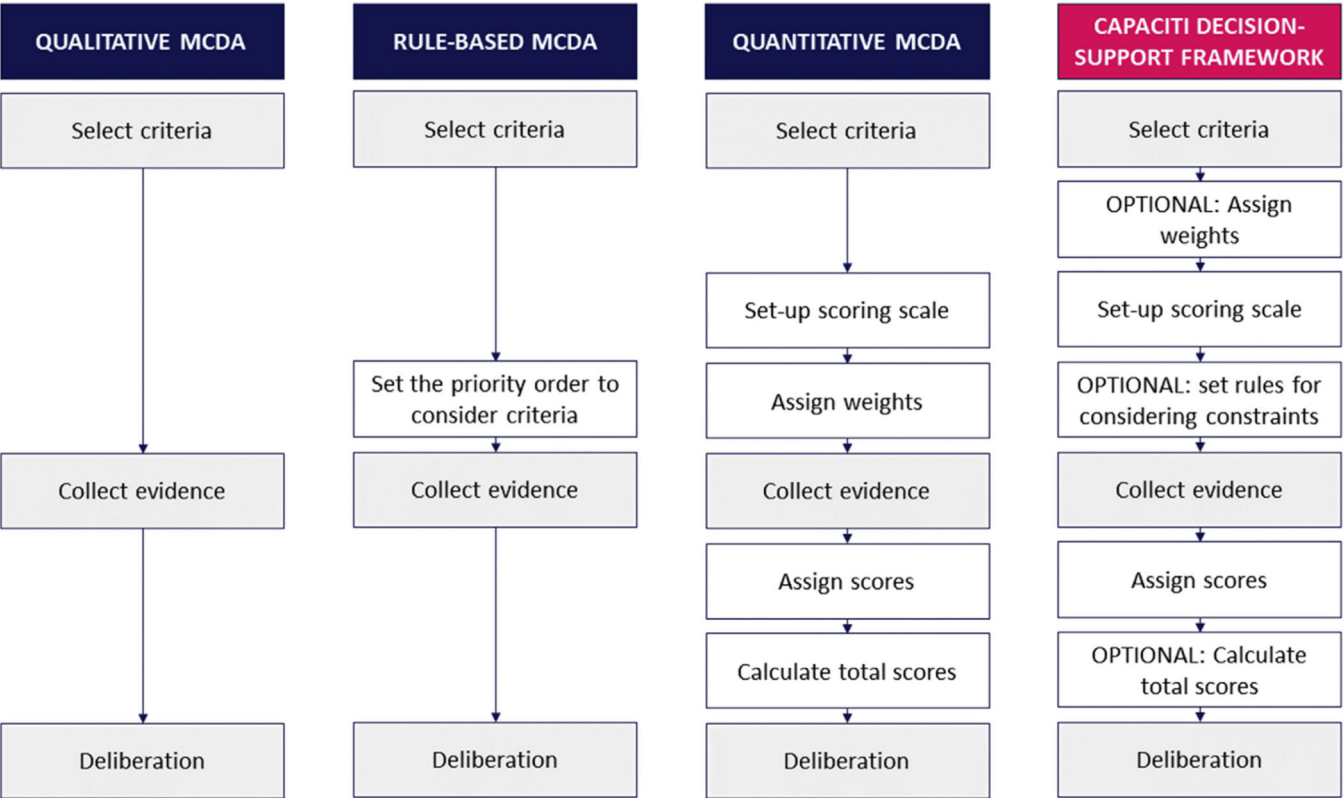 QUALITATIVE MCDA
Select criteria
Collect evidence
Deliberation
RULE-BASED MCDA
Select criteria
Set the priority order to
consider criteria
Collect evidence
Deliberation
QUANTITATIVE MCDA
Select criteria
Set-up scoring scale
Assign weights
Collect evidence
Assign scores
Calculate total scores
Deliberation
CAPACITI DECISION-
SUPPORT FRAMEWORK
Select criteria
OPTIONAL: Assign
weights
Set-up scoring scale
OPTIONAL: set rules for
considering constraints
Collect evidence
Assign scores
OPTIONAL: Calculate
total scores
Deliberation